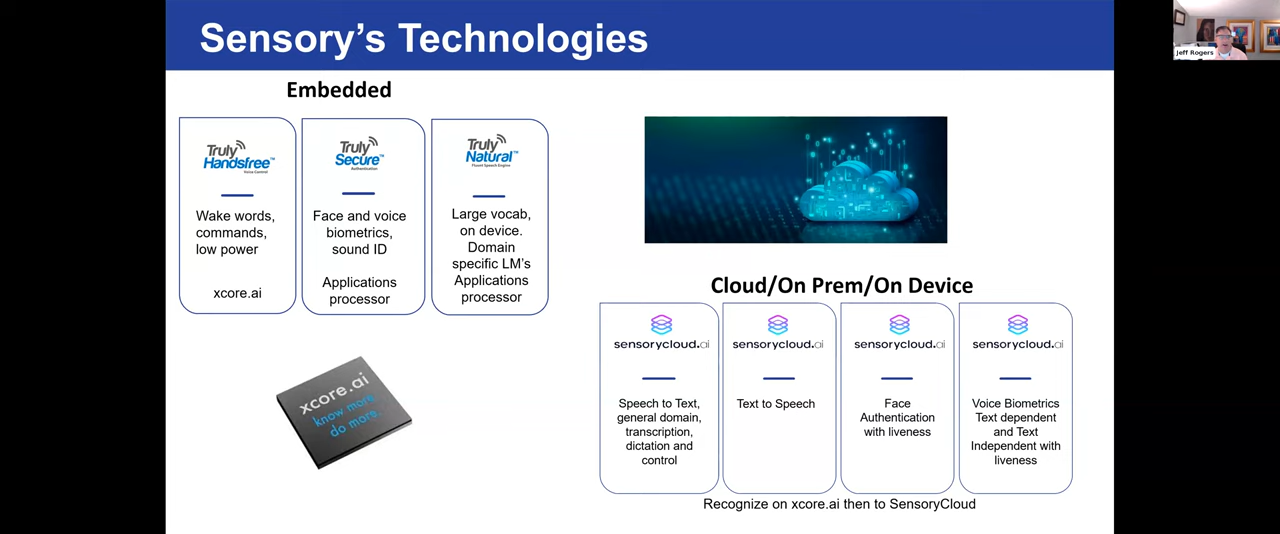 Sensory's Technologies
Jeff Rogers
Embedded
Truly
Handsfree™
Voice Control
Wake words,
commands,
low power
xcore.ai
Truly
Secure™
Authentication
Face and voice
biometrics,
sound ID
Applications
processor
Truly
Natural™
Fluent Speech Engine
Large vocab,
on device.
Domain
specific LM's
Applications
processor
xcore.ai
know more.
do more.
Cloud/On Prem/On Device
sensorycloud.ai
Speech to Text,
general domain,
transcription,
dictation and
control
sensorycloud.ai
Text to Speech
sensorycloud.ai
Face
Authentication
with liveness
sensorycloud.ai
Voice Biometrics
Text dependent
and Text
Independent with
liveness
Recognize on xcore.ai then to SensoryCloud